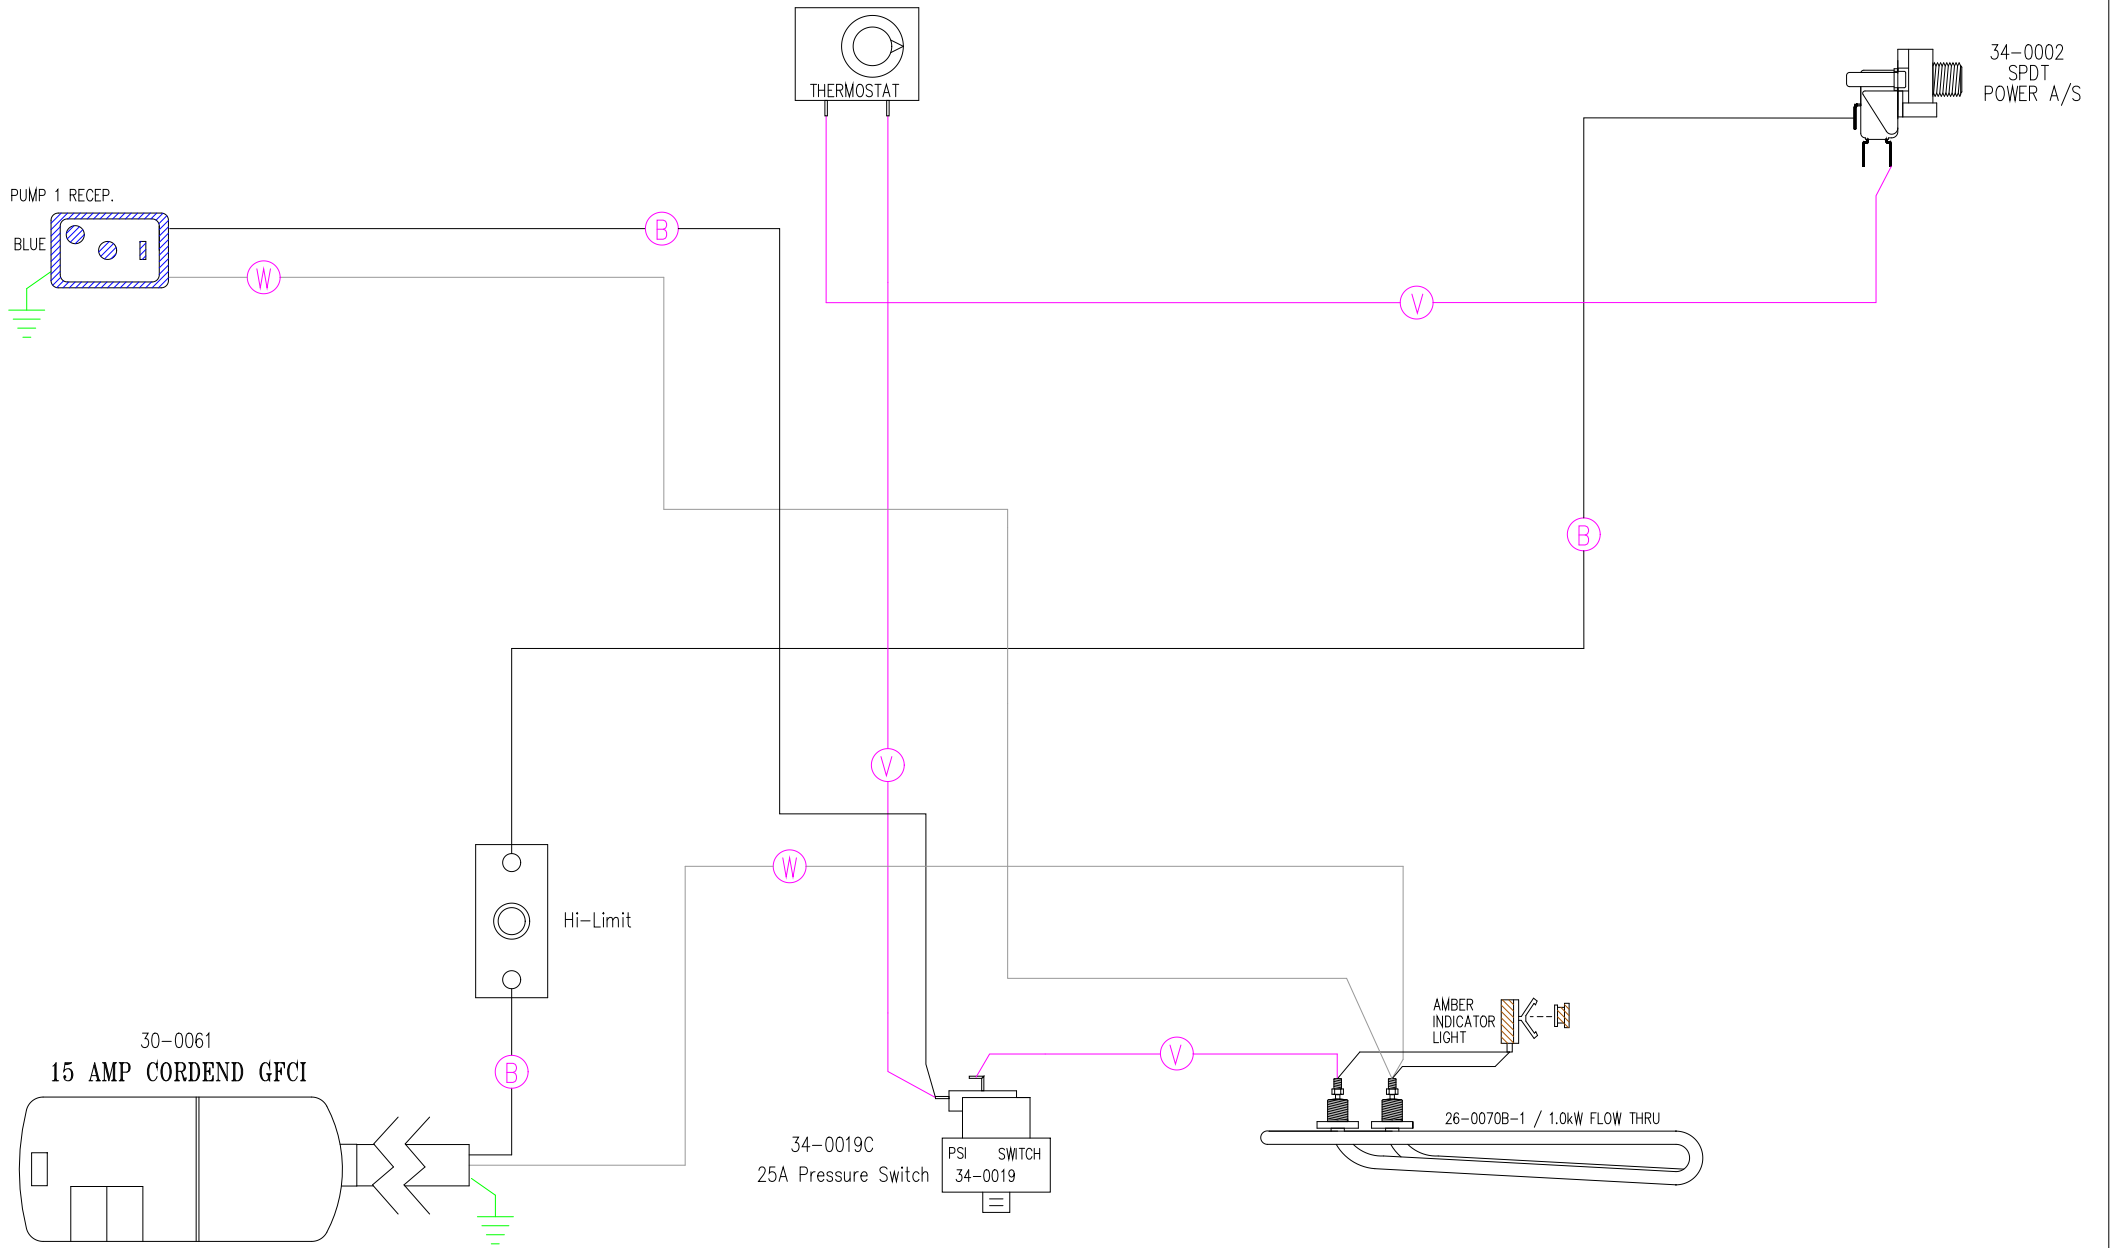 THERMOSTAT
34-0002
SPDT
POWER A/S
PUMP 1 RECEP.
BLUE
B
W
V
B
V
W
Hi-Limit
30-0061
15 AMP CORDEND GFCI
B
V
AMBER
INDICATOR
LIGHT
26-0070B-1 / 1.0kW FLOW THRU
34-0019C
25A Pressure Switch
PSI SWITCH
34-0019